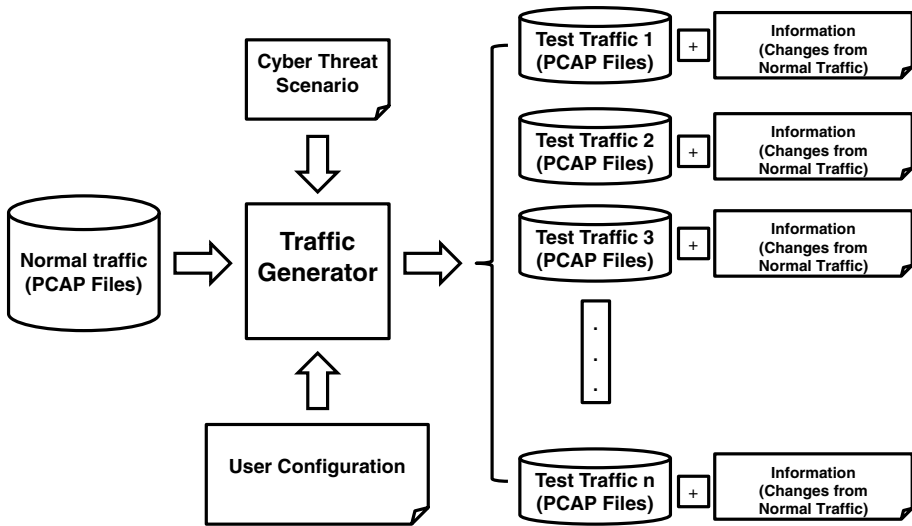 Cyber Threat
Scenario
Normal traffic
(PCAP Files)
Traffic
Generator
User Configuration
Test Traffic 1
(PCAP Files)
+
Information
(Changes from
Normal Traffic)
Test Traffic 2
(PCAP Files)
+
Information
(Changes from
Normal Traffic)
Test Traffic 3
(PCAP Files)
+
Information
(Changes from
Normal Traffic)
.
.
.
Test Traffic n
(PCAP Files)
+
Information
(Changes from
Normal Traffic)